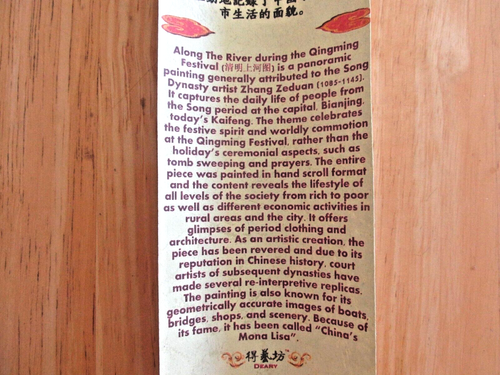 市生活的面貌。
Along The River during the Qingming
Festival (清明上河图) is a panoramic
painting generally attributed to the Song
Dynasty artist Zhang Zeduan (1085-1145).
It captures the daily life of people from
the Song period at the capital, Bianjing,
today's Kaifeng. The theme celebrates
the festive spirit and worldly commotion
at the Qingming Festival, rather than the
holiday's ceremonial aspects, such as
tomb sweeping and prayers. The entire
piece was painted in hand scroll format
and the content reveals the lifestyle of
all levels of the society from rich to poor
as well as different economic activities in
rural areas and the city. It offers
glimpses of period clothing and
architecture. As an artistic creation, the
piece has been revered and due to its
reputation in Chinese history, court
artists of subsequent dynasties have
made several re-interpretive replicas.
The painting is also known for its
geometrically accurate images of boats,
bridges, shops, and scenery. Because of
its fame, it has been called "China's
Mona Lisa".
得藝坊™
DEARY